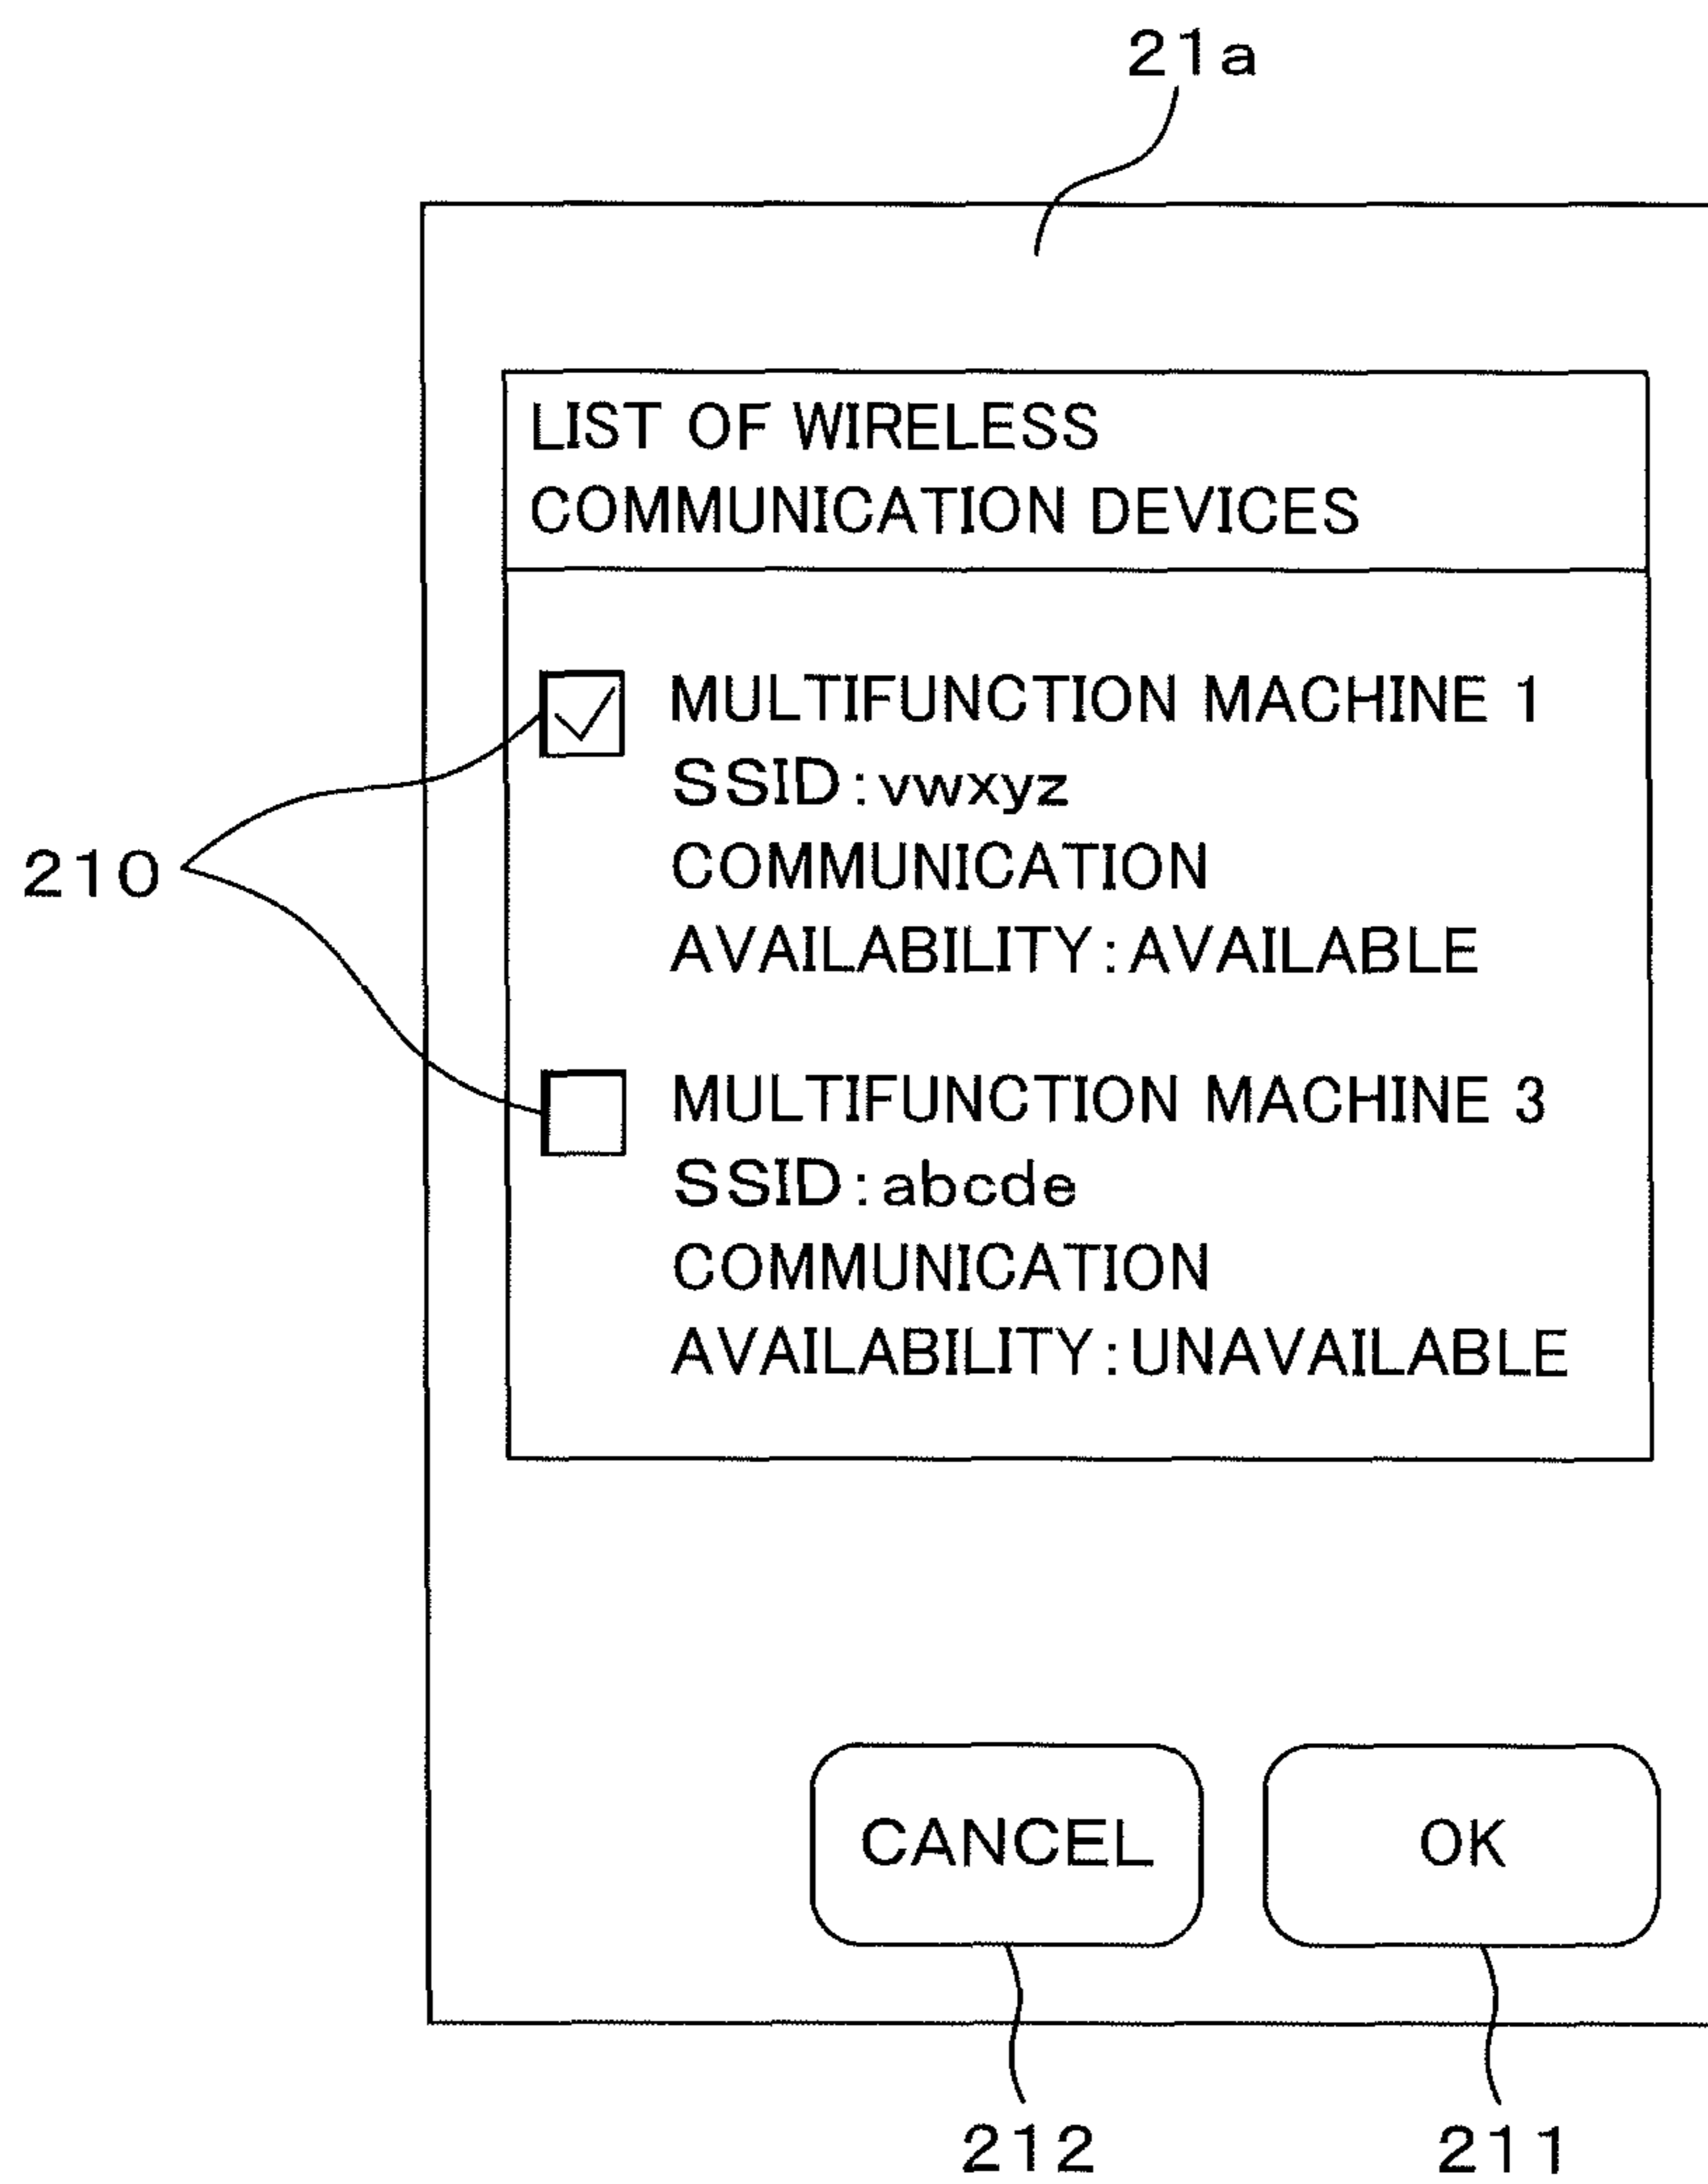 21a
LIST OF WIRELESS
COMMUNICATION DEVICES
MULTIFUNCTION MACHINE 1
SSID:vwxyz
COMMUNICATION
AVAILABILITY:AVAILABLE
210
MULTIFUNCTION MACHINE 3
SSID:abcde
COMMUNICATION
AVAILABILITY:UNAVAILABLE
CANCEL
OK
212
211